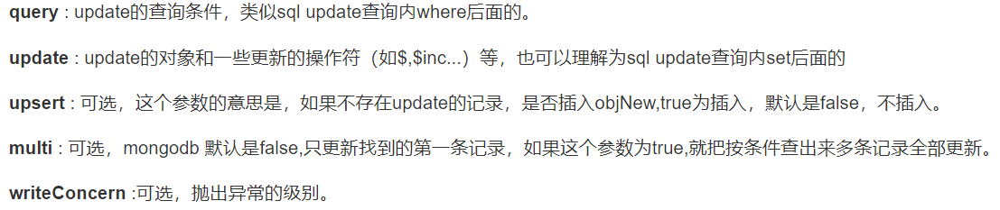 query : update的查询条件，类似sql update查询内where后面的。
update : update的对象和一些更新的操作符（如$,$inc...）等，也可以理解为sql update查询内set后面的
upsert : 可选，这个参数的意思是，如果不存在update的记录，是否插入objNew,true为插入，默认是false，不插入。
multi : 可选，mongodb 默认是false,只更新找到的第一条记录，如果这个参数为true,就把按条件查出来多条记录全部更新。
writeConcern :可选，抛出异常的级别。